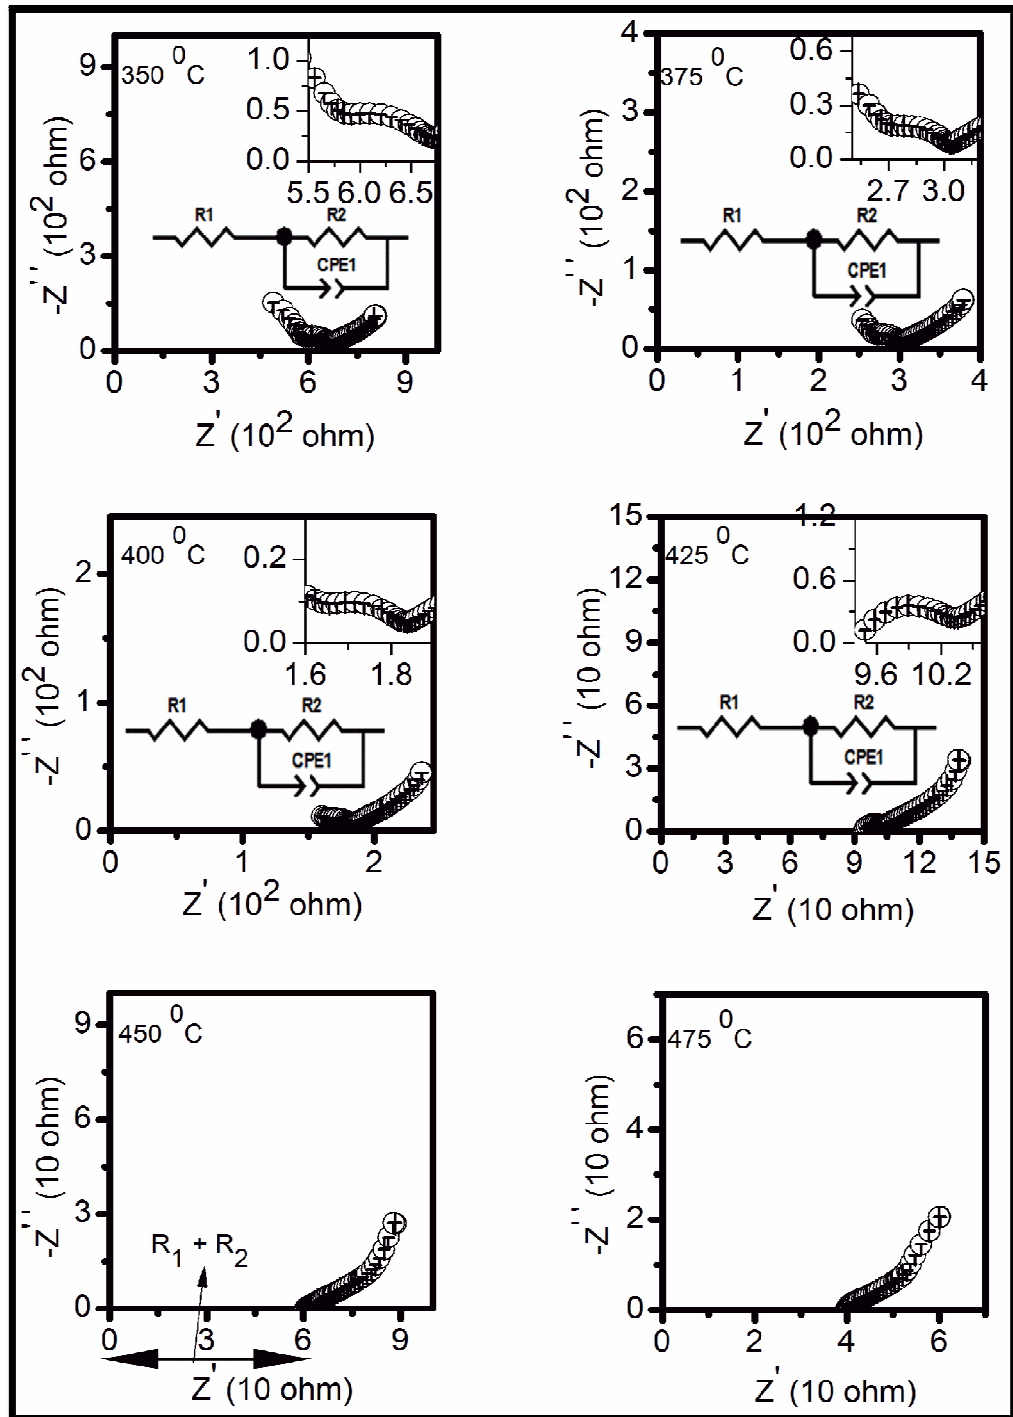 350 ⁰C
9
6
3
0
-Z'' (10² ohm)
1.0
0.5
0.0
5.5 6.0 6.5
R1 R2
CPE1
0 3 6 9
Z' (10² ohm)
375 ⁰C
4
3
2
1
0
-Z'' (10² ohm)
0.6
0.3
0.0
2.7 3.0
R1 R2
CPE1
0 1 2 3 4
Z' (10² ohm)
400 ⁰C
2
1
0
-Z'' (10² ohm)
0.2
0.0
1.6 1.8
R1 R2
CPE1
0 1 2
Z' (10² ohm)
425 ⁰C
15
12
9
6
3
0
-Z'' (10 ohm)
1.2
0.6
0.0
9.6 10.2
R1 R2
CPE1
0 3 6 9 12 15
Z' (10 ohm)
450 ⁰C
9
6
3
0
-Z'' (10 ohm)
R₁ + R₂
0 3 6 9
Z' (10 ohm)
475 ⁰C
6
4
2
0
-Z'' (10 ohm)
0 2 4 6
Z' (10 ohm)